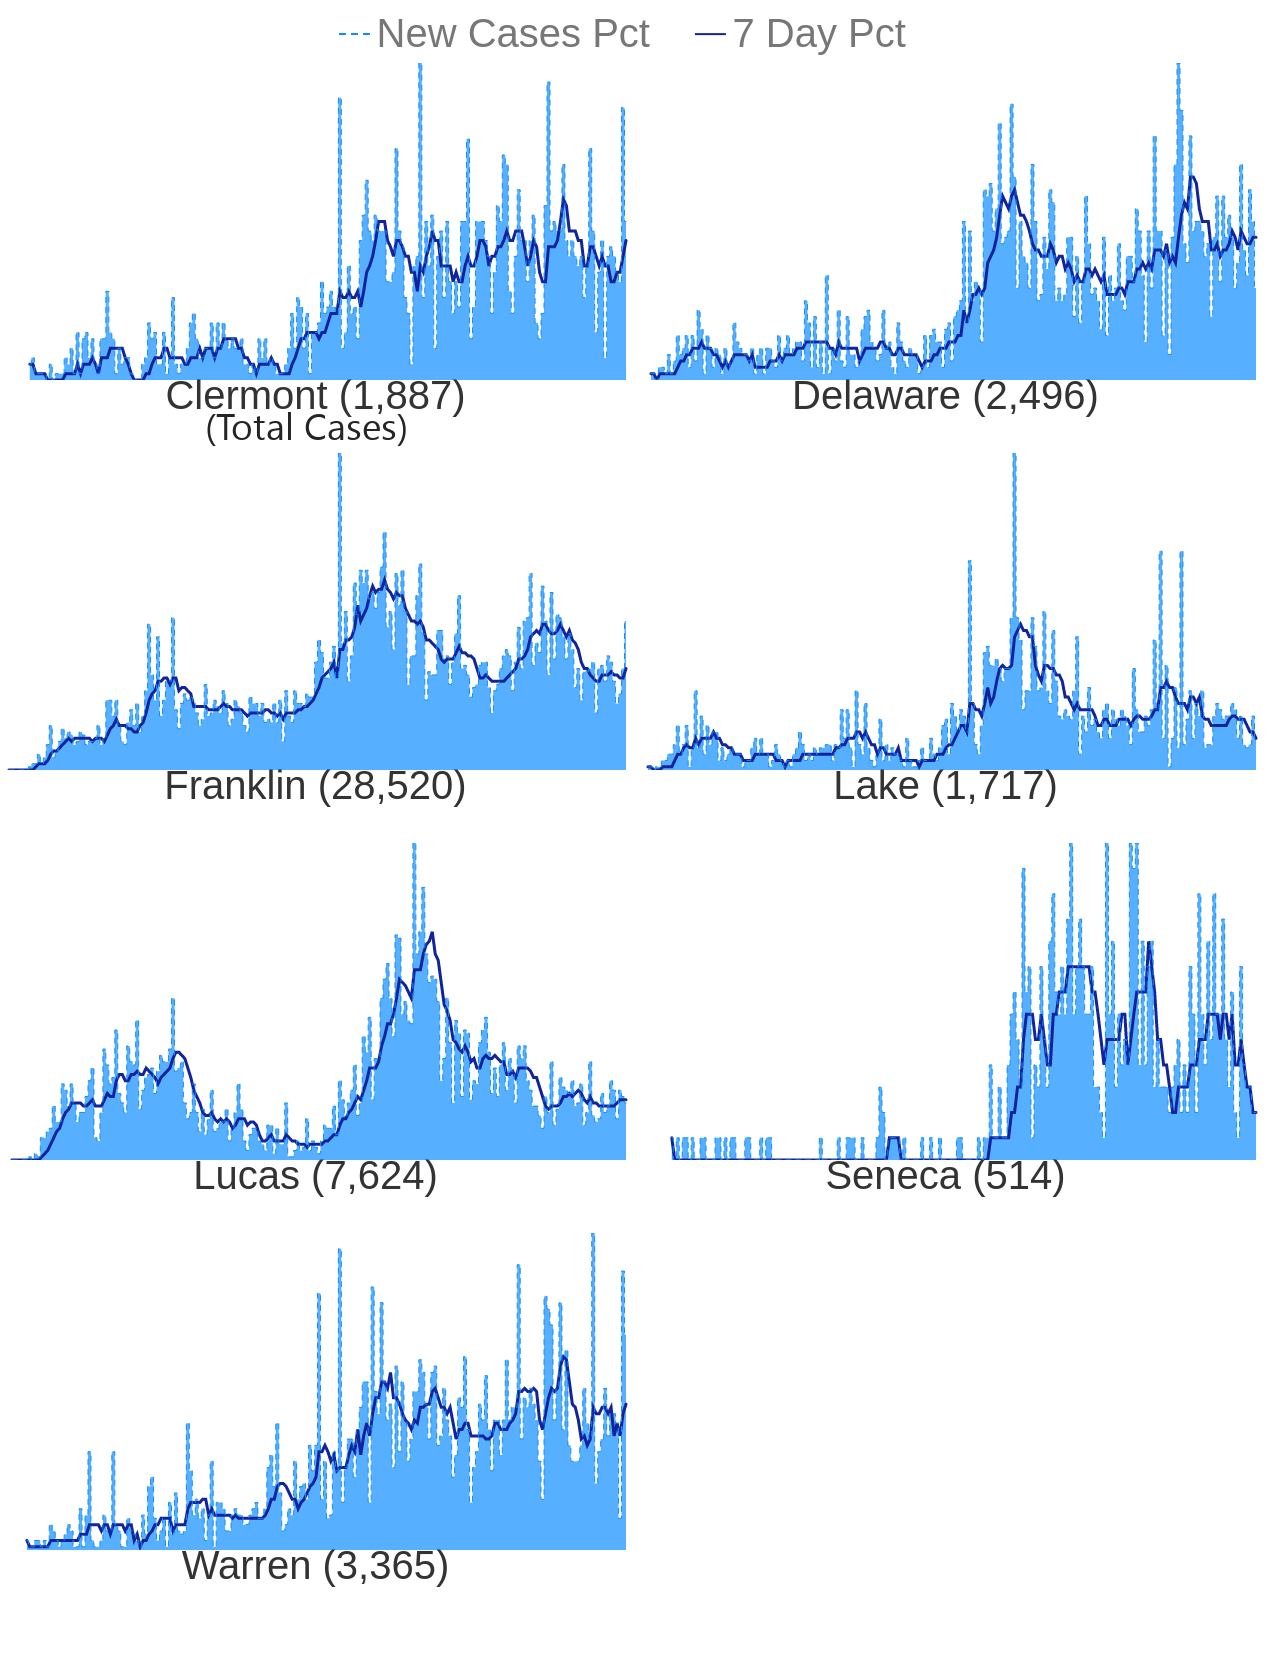 New Cases Pct 7 Day Pct
Clermont (1,887)
(Total Cases)
Delaware (2,496)
Franklin (28,520)
Lake (1,717)
Lucas (7,624)
Seneca (514)
Warren (3,365)